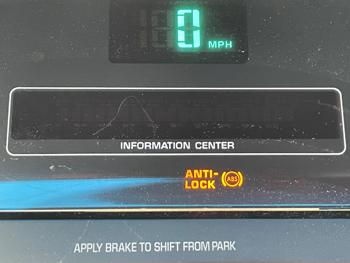 0 MPH
INFORMATION CENTER
ANTI-
LOCK ABS
APPLY BRAKE TO SHIFT FROM PARK